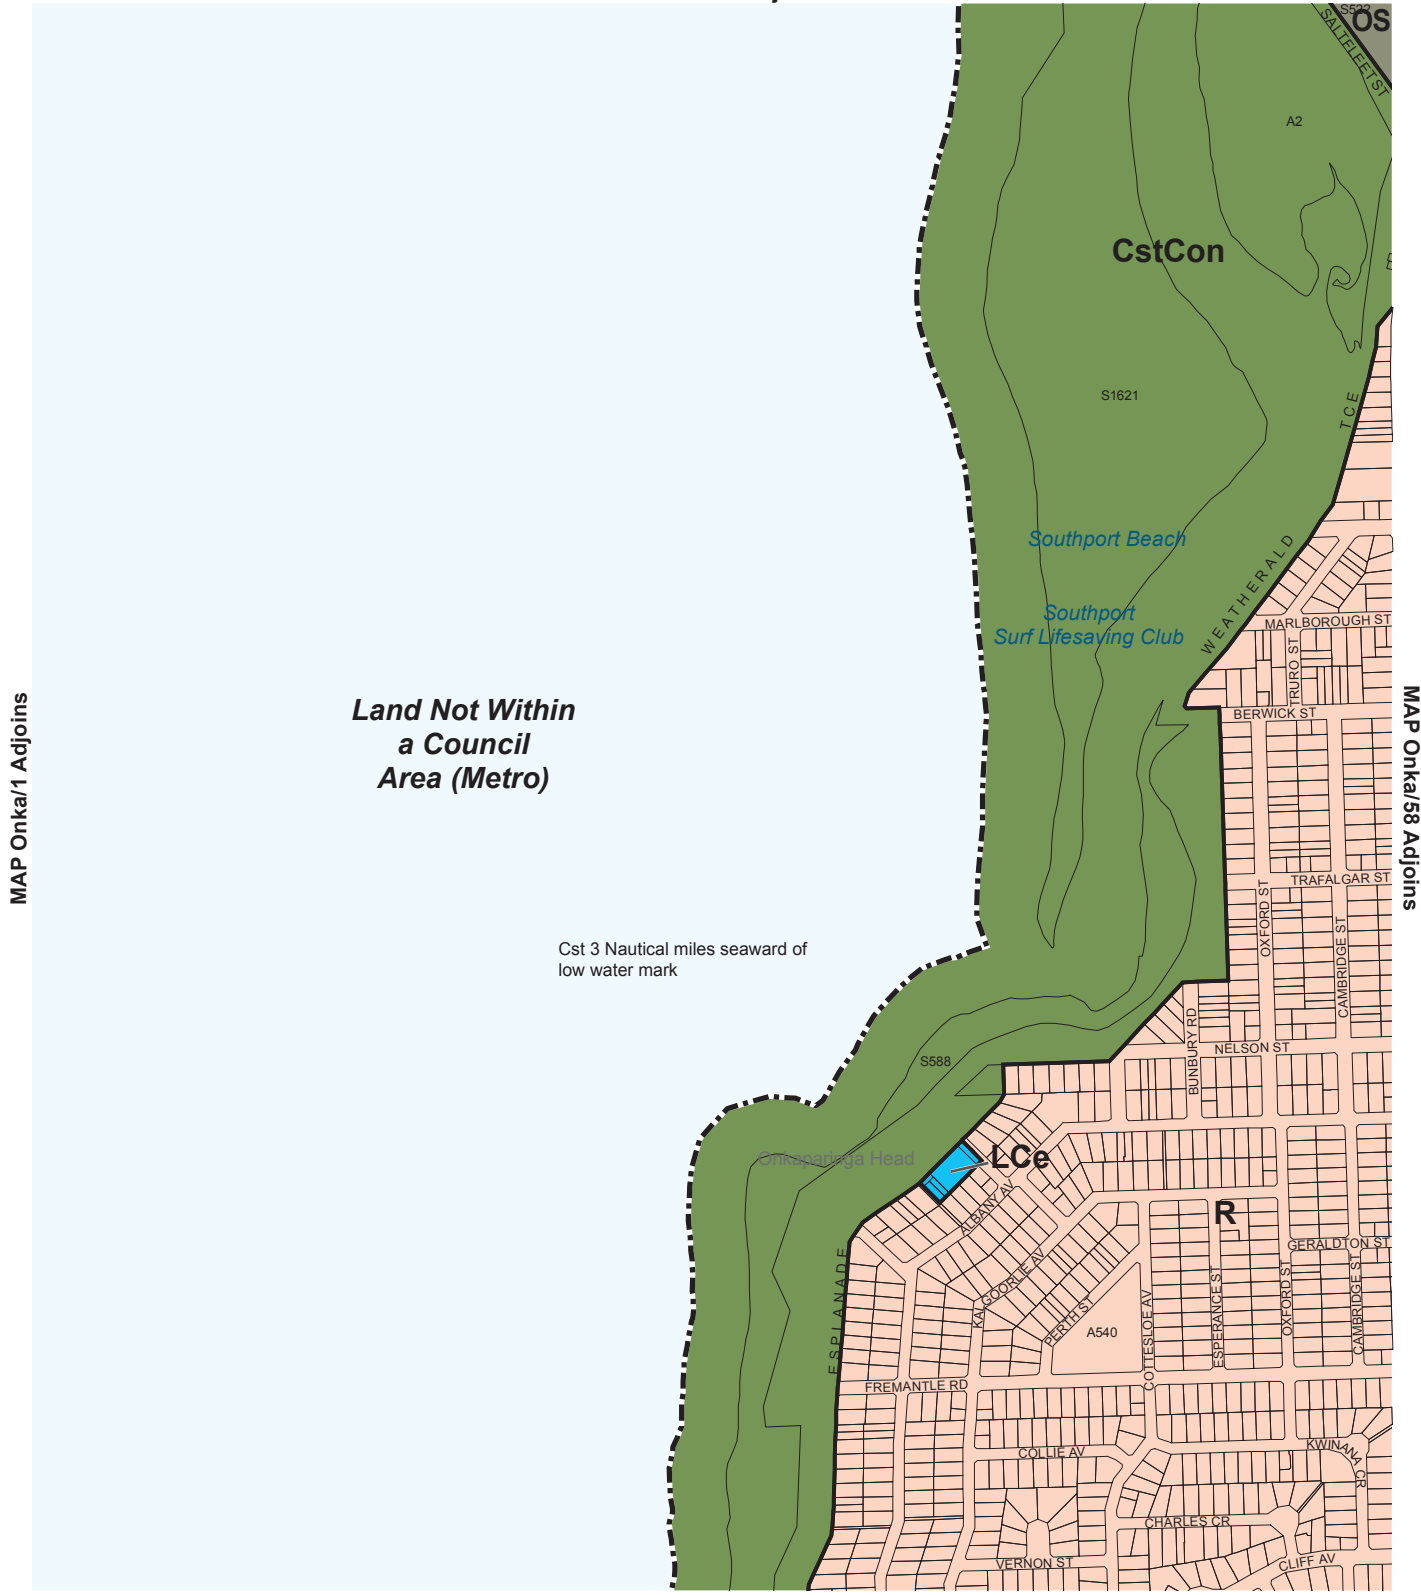 S522
OS
SALTFLEET ST
A2
CstCon
S1621
TCE
Southport Beach
WEATHERALD
Southport
Surf Lifesaving Club
MARLBOROUGH ST
TRURO ST
BERWICK ST
Land Not Within
a Council
Area (Metro)
MAP Onka/1 Adjoins
MAP Onka/58 Adjoins
TRAFALGAR ST
OXFORD ST
CAMBRIDGE ST
Cst 3 Nautical miles seaward of
low water mark
BUNBURY RD
NELSON ST
S588
Onkaparinga Head
LCe
ALBANY AV
R
GERALDTON ST
ESPLANADE
KALGOORLIE AV
PERTH ST
A540
COTTESLOE AV
ESPERANCE ST
OXFORD ST
CAMBRIDGE ST
FREMANTLE RD
COLLIE AV
KWINANA CR
CHARLES CR
VERNON ST
CLIFF AV